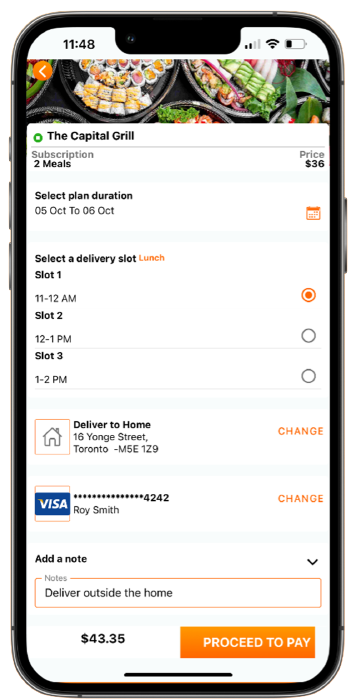 11:48
The Capital Grill
Subscription Price
2 Meals $36
Select plan duration
05 Oct To 06 Oct
Select a delivery slot Lunch
Slot 1
11-12 AM
Slot 2
12-1 PM
Slot 3
1-2 PM
Deliver to Home
16 Yonge Street,
Toronto -M5E 1Z9
CHANGE
VISA
***************4242
Roy Smith
CHANGE
Add a note
Notes
Deliver outside the home
$43.35
PROCEED TO PAY